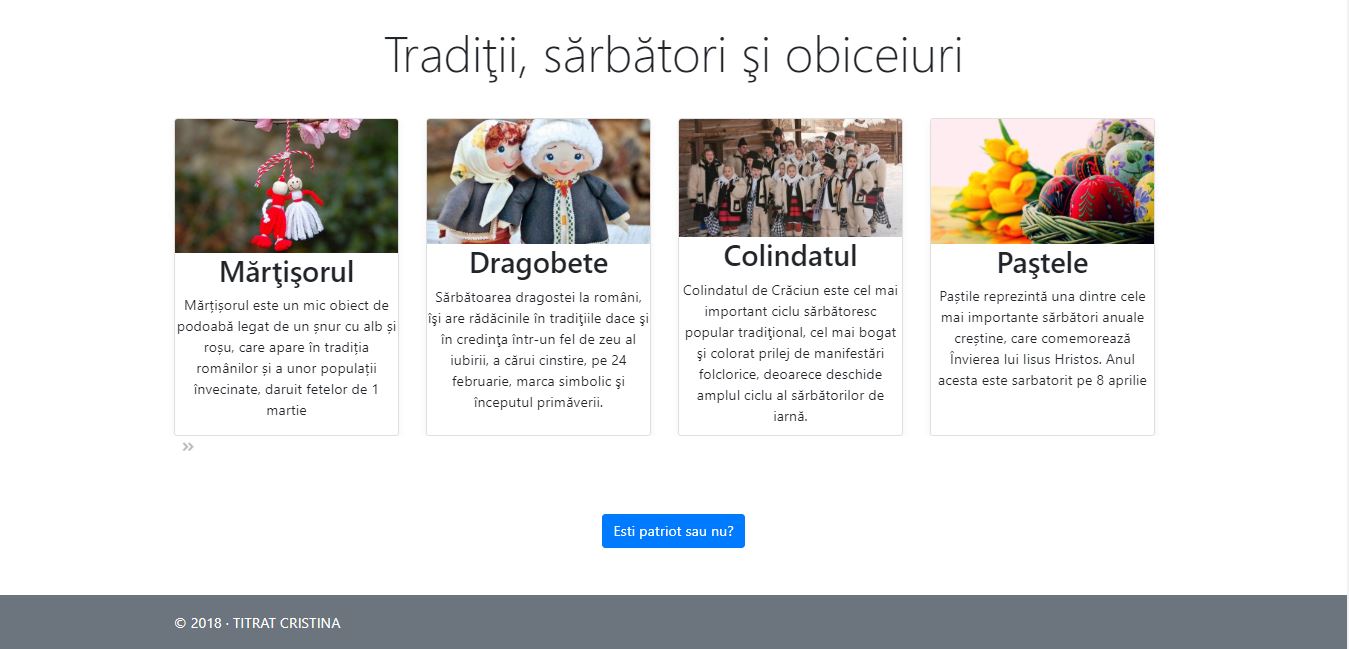 Tradiţii, sărbători şi obiceiuri
Mărţişorul
Mărțișorul este un mic obiect de
podoabă legat de un șnur cu alb și
roșu, care apare în tradiția
românilor și a unor populații
învecinate, daruit fetelor de 1
martie
»
Dragobete
Sărbătoarea dragostei la români,
îşi are rădăcinile în tradiţiile dace şi
în credinţa într-un fel de zeu al
iubirii, a cărui cinstire, pe 24
februarie, marca simbolic şi
începutul primăverii.
Colindatul
Colindatul de Crăciun este cel mai
important ciclu sărbătoresc
popular tradiţional, cel mai bogat
şi colorat prilej de manifestări
folclorice, deoarece deschide
amplul ciclu al sărbătorilor de
iarnă.
Paştele
Paștile reprezintă una dintre cele
mai importante sărbători anuale
creștine, care comemorează
Învierea lui Iisus Hristos. Anul
acesta este sarbatorit pe 8 aprilie
Esti patriot sau nu?
© 2018 · TITRAT CRISTINA